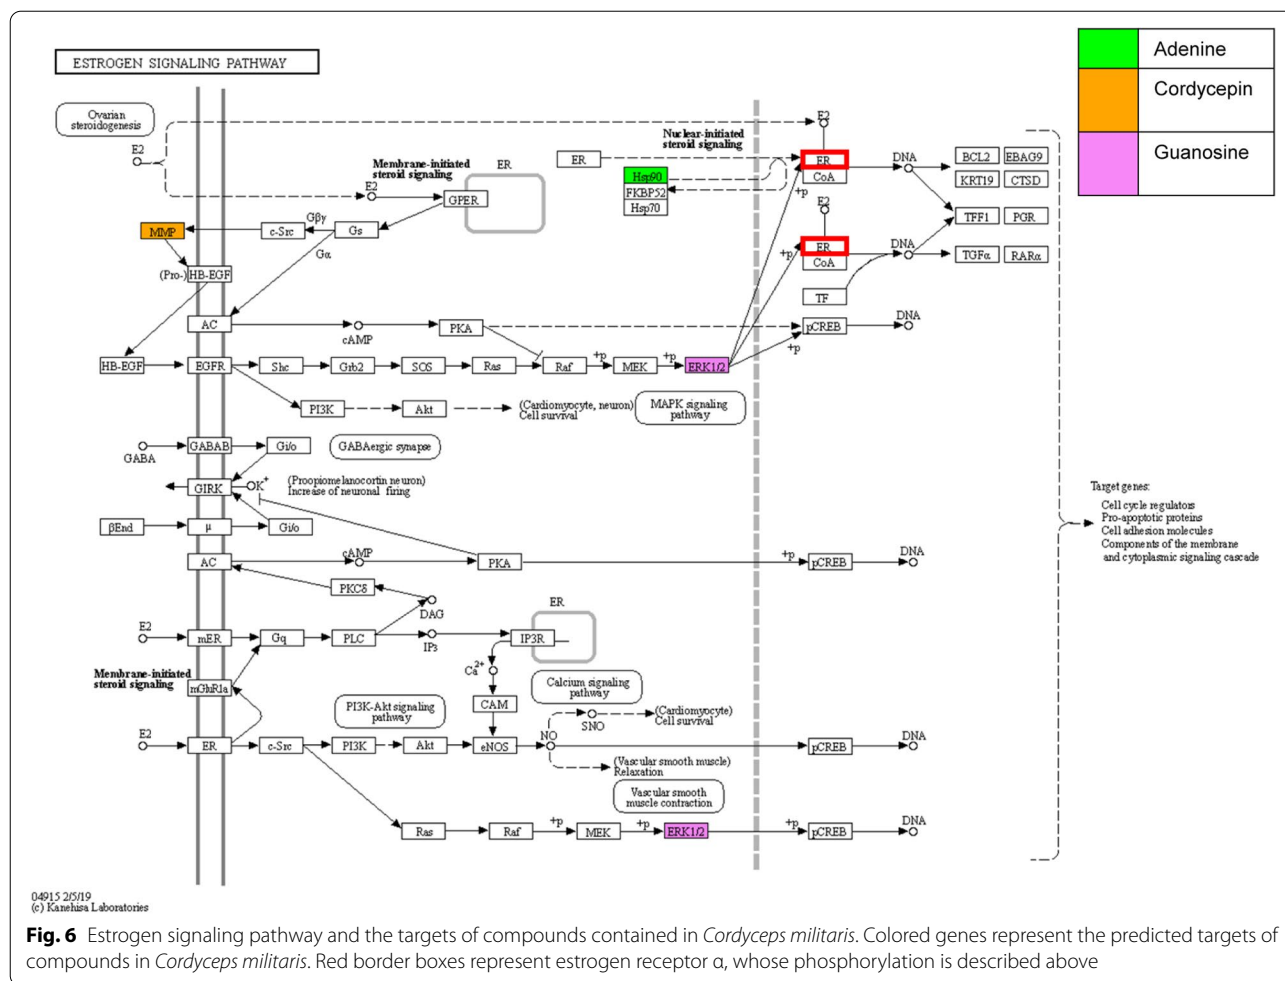 ESTROGEN SIGNALING PATHWAY
Adenine
Cordycepin
Guanosine
Ovarian
steroidogenesis
E2
E2
Membrane-initiated
steroid signaling
GPER
ER
ER
Nuclear-initiated
steroid signaling
Hsp90
FKBP52
Hsp70
E2
ER
CoA
+p
DNA
BCL2
EBAG9
KRT19
CTSD
TFF1
PGR
E2
ER
CoA
+p
DNA
TGFα
RARα
TF
MMP
c-Src
Gβγ
Gs
Gα
(Pro-)
HB-EGF
AC
cAMP
PKA
pCREB
DNA
+p
HB-EGF
EGFR
Shc
Grb2
SOS
Ras
Raf
+p
MEK
+p
ERK1/2
PI3K
Akt
(Cardiomyocyte, neuron)
Cell survival
MAPK signaling
pathway
GABA
GABAB
Gi/o
GABAergic synapse
GIRK
K+
(Proopiomelanocortin neuron)
Increase of neuronal firing
βEnd
μ
Gi/o
AC
cAMP
PKA
+p
pCREB
DNA
PKCδ
DAG
E2
mER
Gq
PLC
IP3
IP3R
ER
Ca2+
Membrane-initiated
steroid signaling
mGluR1a
PI3K-Akt signaling
pathway
CAM
Calcium signaling
pathway
SNO
(Cardiomyocyte)
Cell survival
E2
ER
c-Src
PI3K
Akt
eNOS
NO
pCREB
DNA
(Vascular smooth muscle)
Relaxation
Vascular smooth
muscle contraction
Ras
Raf
+p
MEK
+p
ERK1/2
+p
pCREB
DNA
Target genes:
Cell cycle regulators
Pro-apoptotic proteins
Cell adhesion molecules
Components of the membrane
and cytoplasmic signaling cascade
04915 2/5/19
(c) Kanehisa Laboratories
Fig. 6 Estrogen signaling pathway and the targets of compounds contained in Cordyceps militaris. Colored genes represent the predicted targets of
compounds in Cordyceps militaris. Red border boxes represent estrogen receptor α, whose phosphorylation is described above